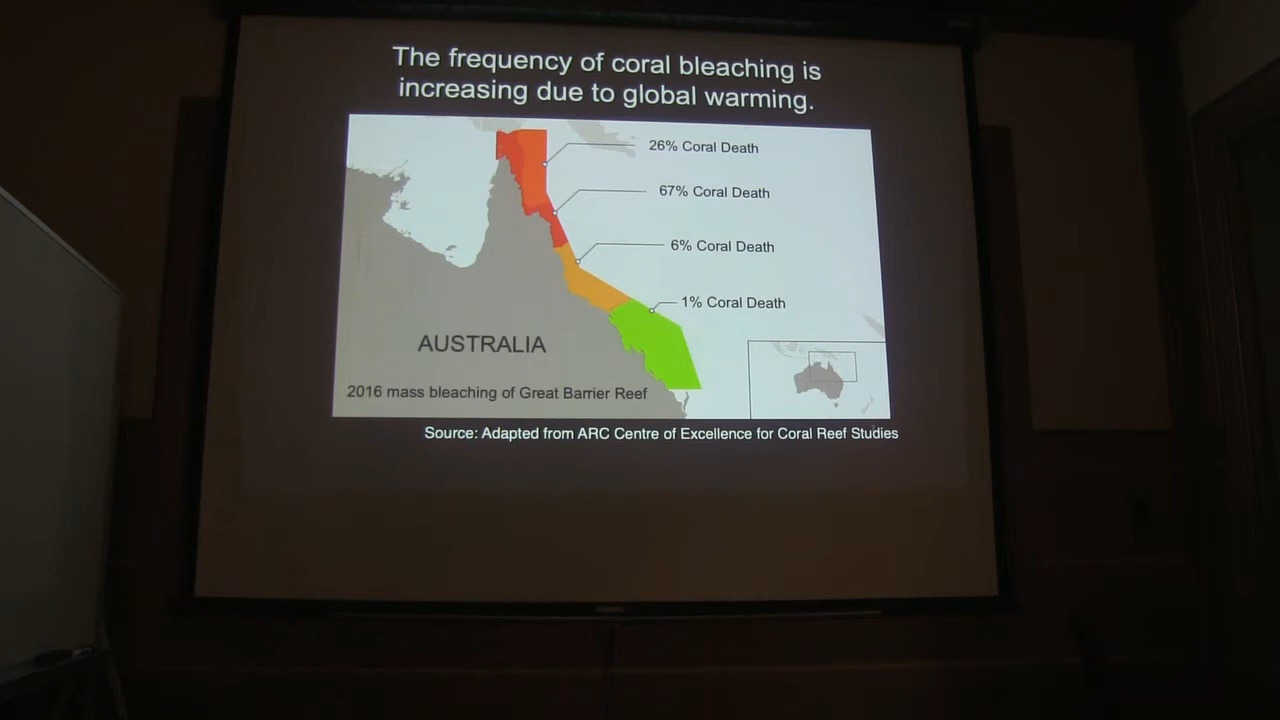 The frequency of coral bleaching is
increasing due to global warming.
26% Coral Death
67% Coral Death
6% Coral Death
1% Coral Death
AUSTRALIA
2016 mass bleaching of Great Barrier Reef
Source: Adapted from ARC Centre of Excellence for Coral Reef Studies